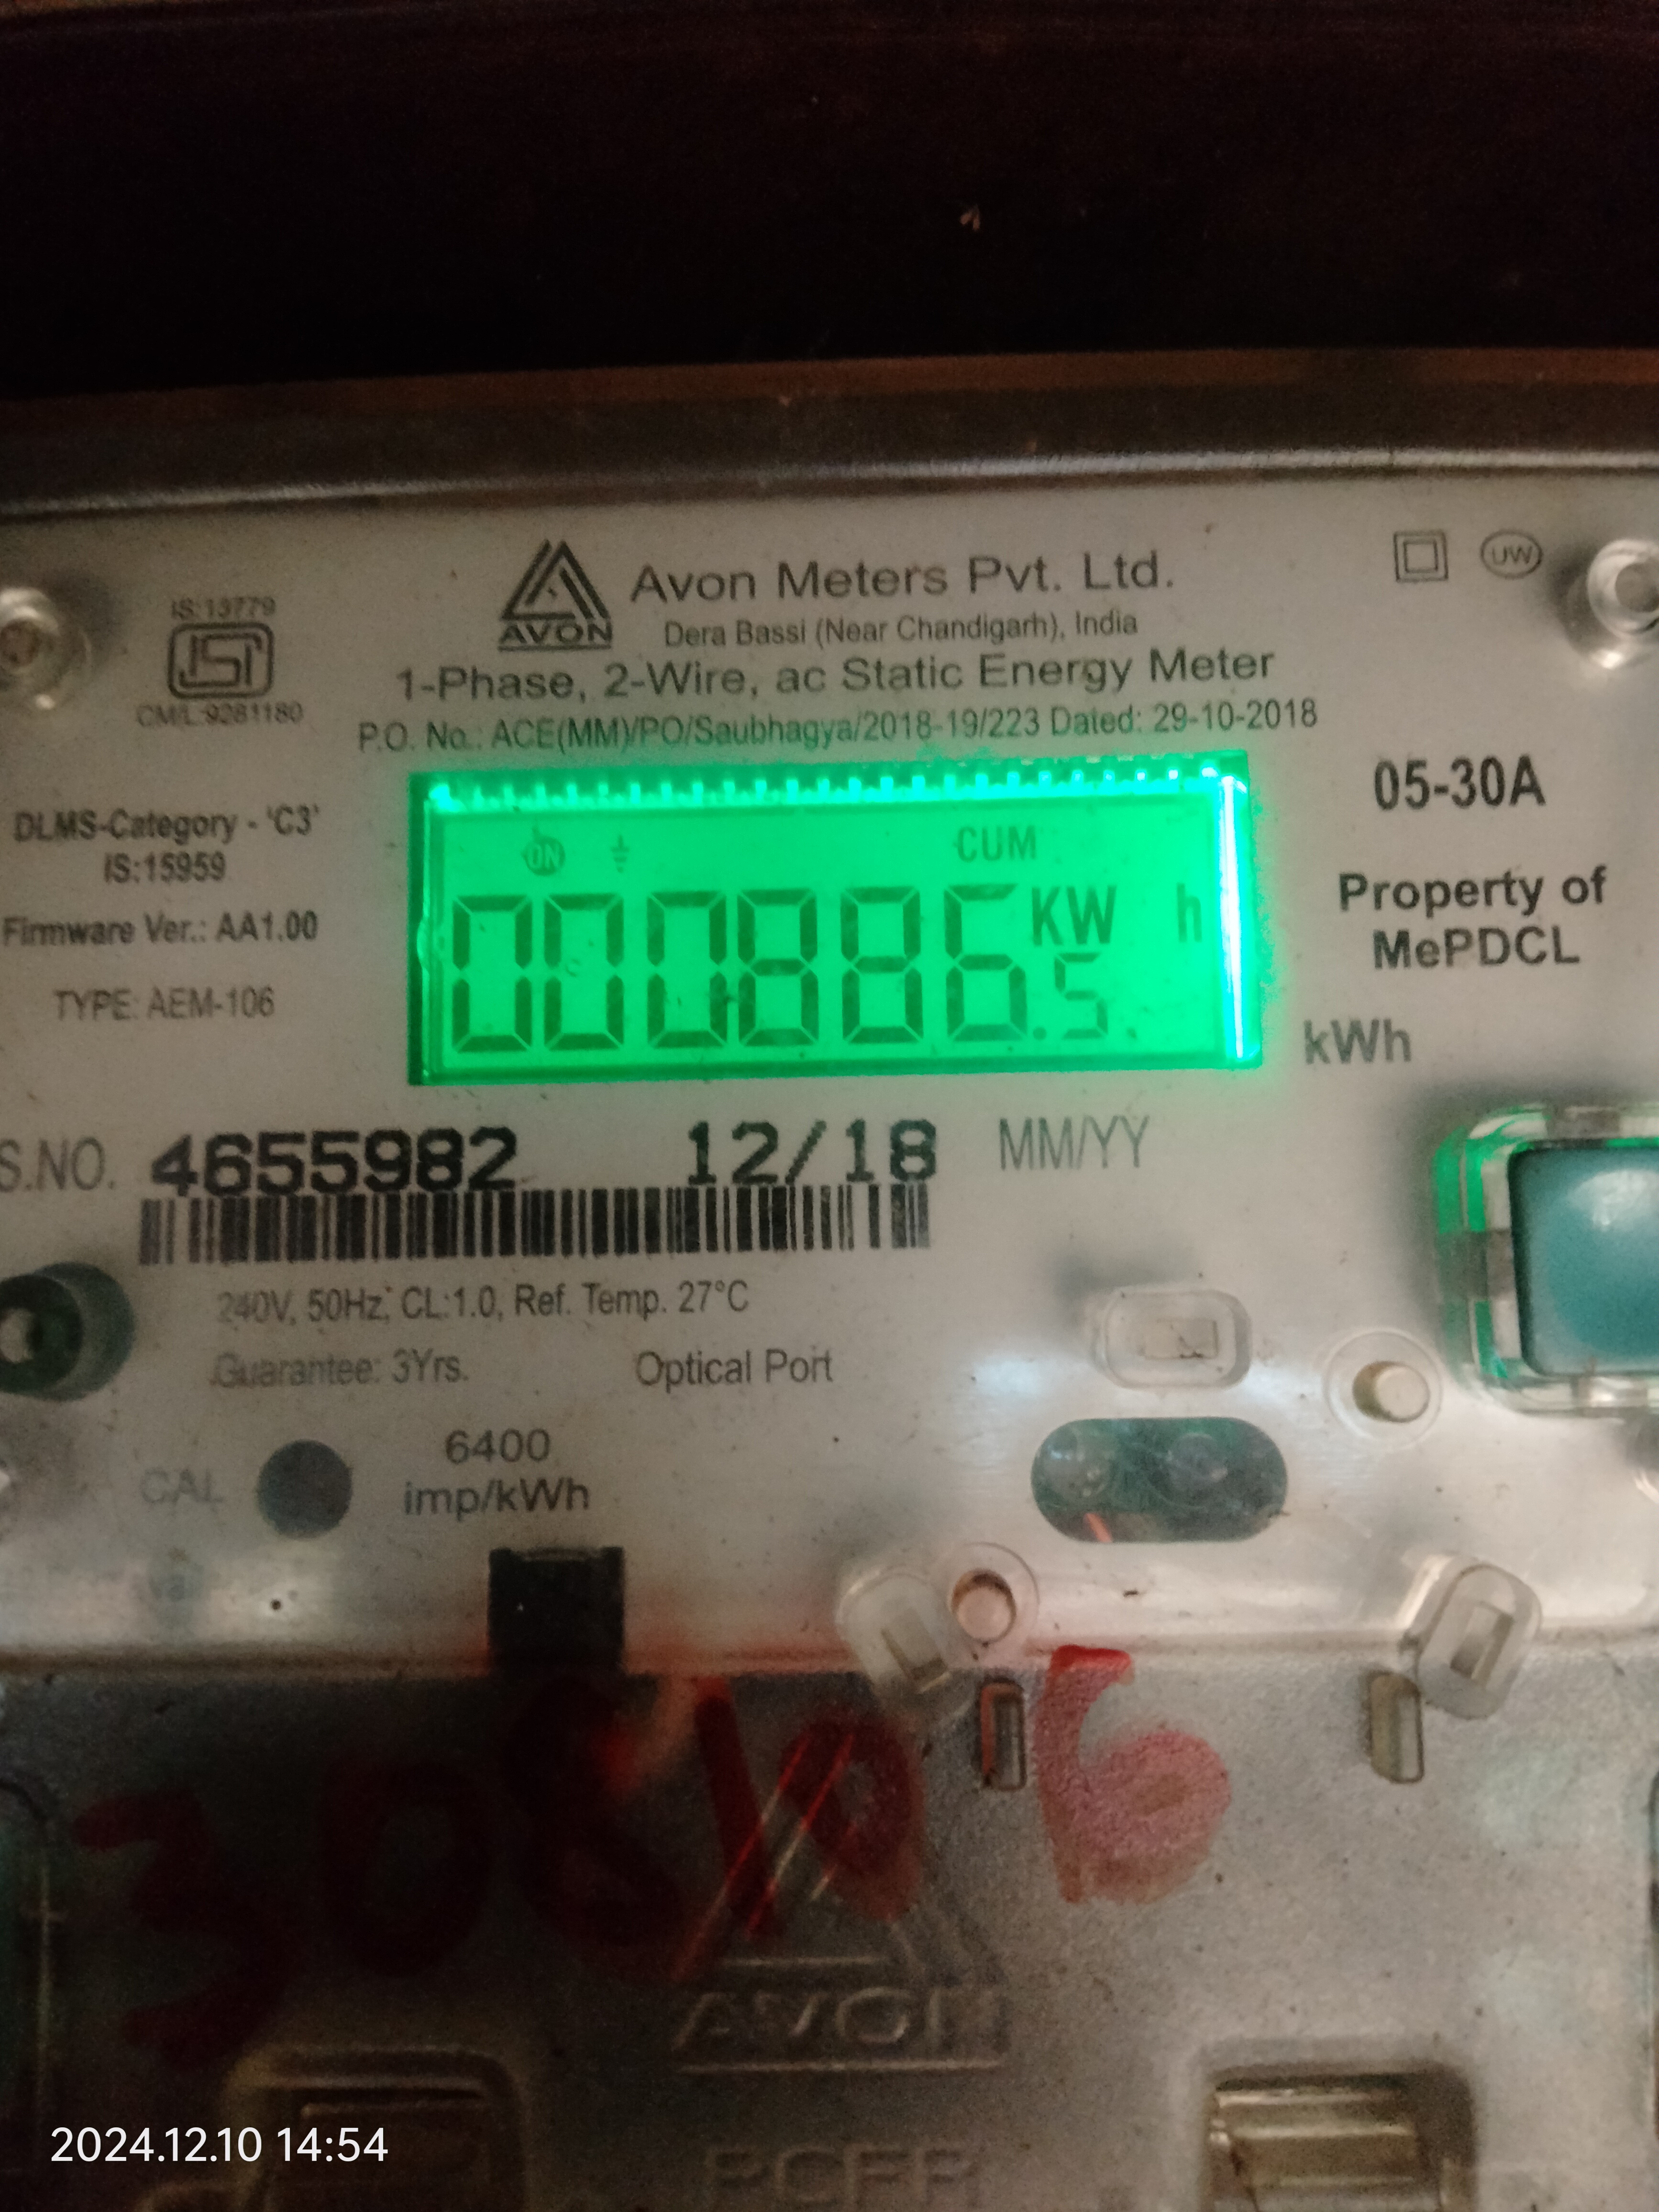 Avon Meters Pvt. Ltd.
UW
IS:13779
ISI
AVON
Dera Bassi (Near Chandigarh), India
CM/L:9281180
1-Phase, 2-Wire, ac Static Energy Meter
P.O. No.: ACE(MM)/PO/Saubhagya/2018-19/223 Dated: 29-10-2018
05-30A
DLMS-Category - 'C3'
IS:15959
ON CUM
000886.5 KW h
Property of
MePDCL
Firmware Ver.: AA1.00
TYPE: AEM-106
kWh
S.NO. 4655982 12/18 MM/YY
240V, 50Hz, CL:1.0, Ref. Temp. 27°C
Guarantee: 3Yrs. Optical Port
CAL
6400
imp/kWh
AVON
2024.12.10 14:54